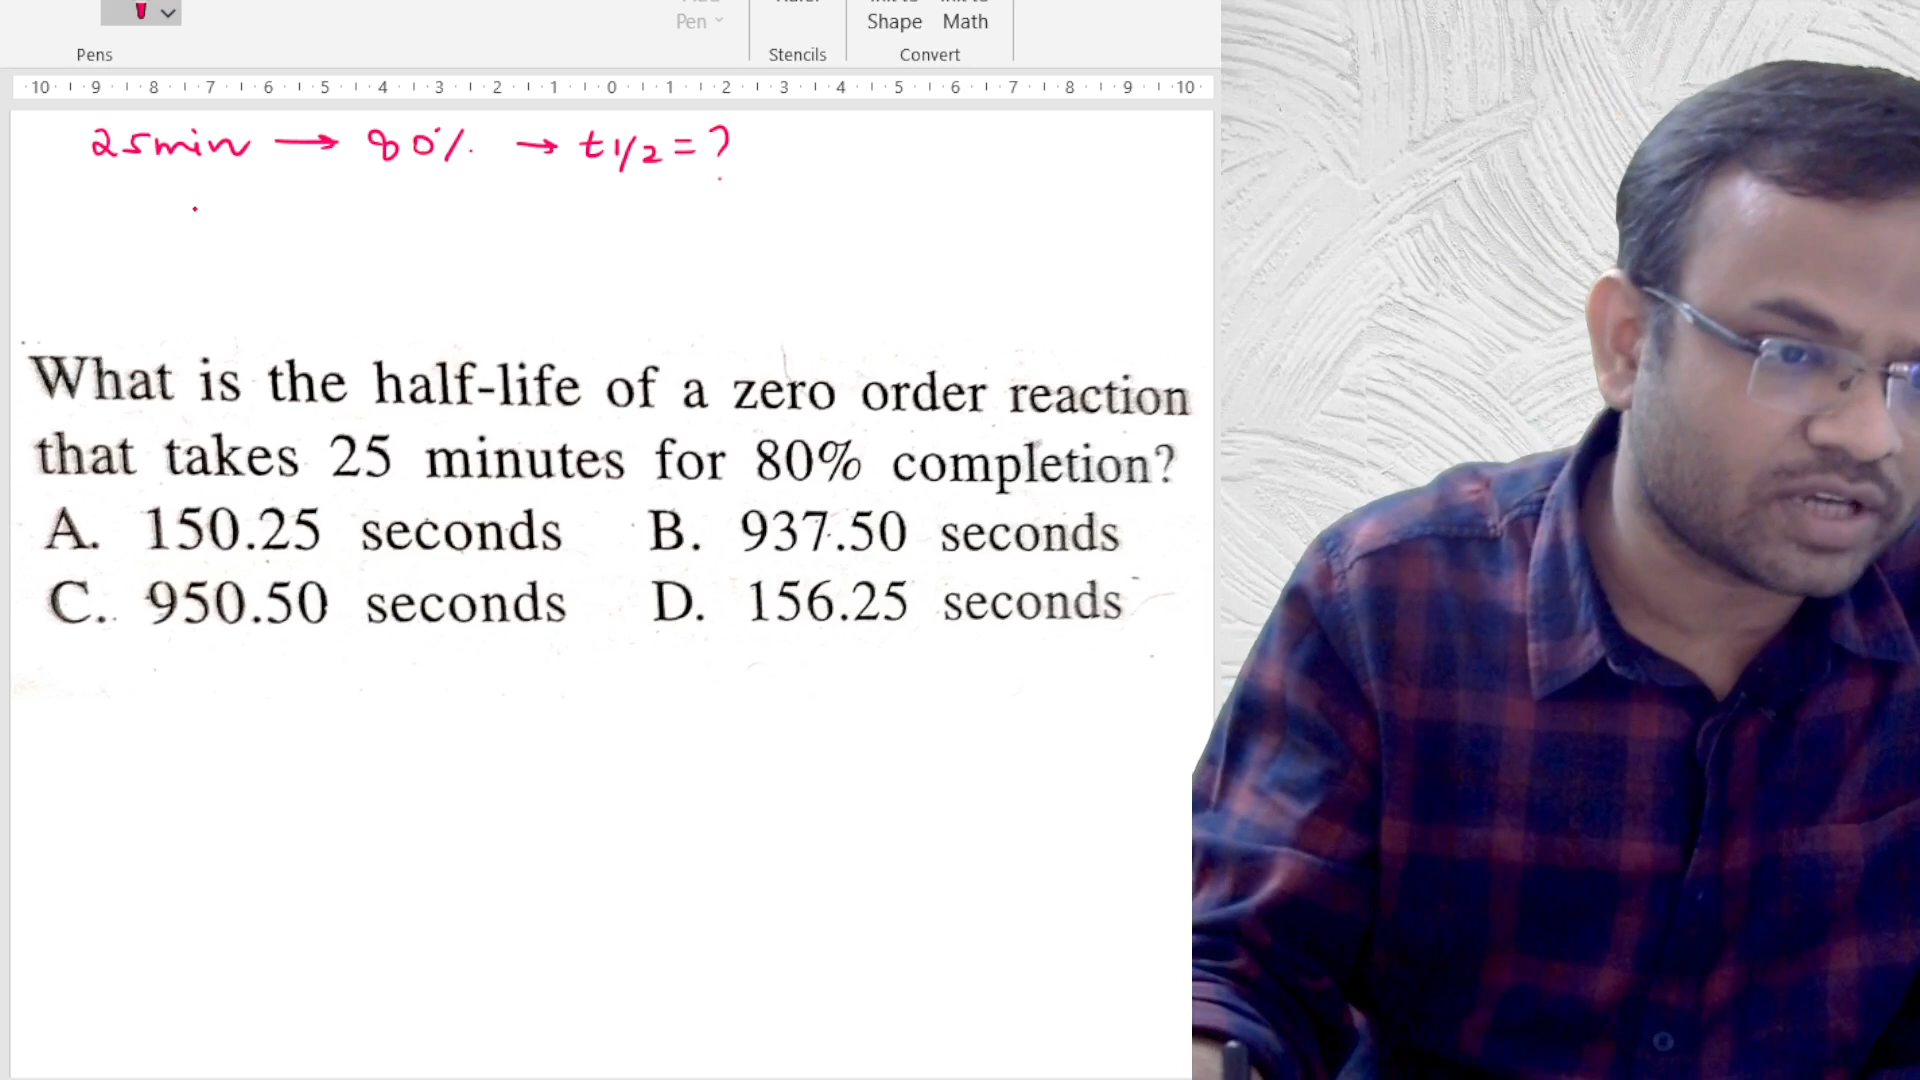 Pen
Shape Math
Pens
Stencils
Convert
10 9 8 7 6 5 4 3 2 1 0 1 2 3 4 5 6 7 8 9 10
25min → 80% → t1/2 = ?
What is the half-life of a zero order reaction
that takes 25 minutes for 80% completion?
A. 150.25 seconds B. 937.50 seconds
C. 950.50 seconds D. 156.25 seconds